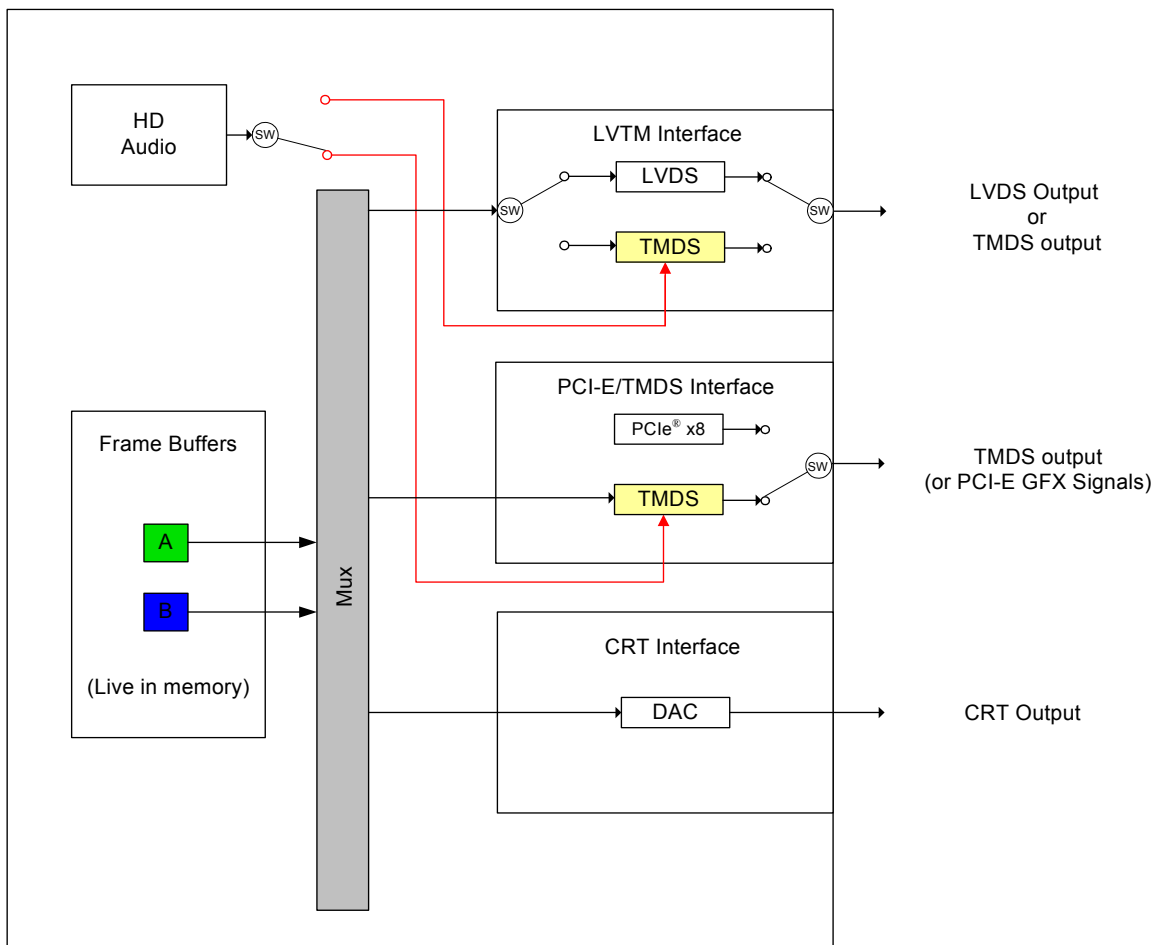 HD
Audio
SW
LVTM Interface
SW
LVDS
SW
TMDS
LVDS Output
or
TMDS output
PCI-E/TMDS Interface
PCIe® x8
SW
TMDS
TMDS output
(or PCI-E GFX Signals)
Frame Buffers
A
B
(Live in memory)
Mux
CRT Interface
DAC
CRT Output